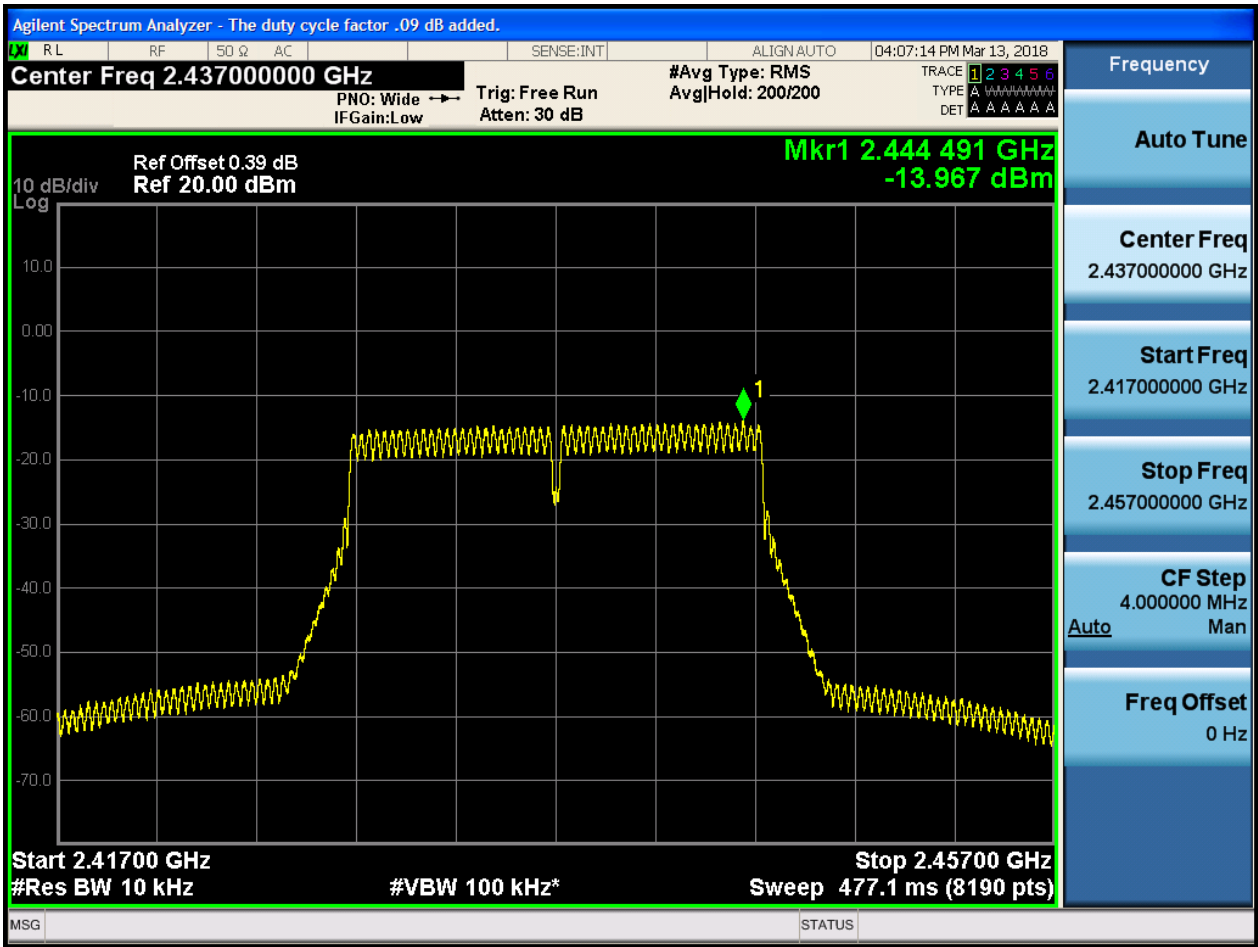 Agilent Spectrum Analyzer - The duty cycle factor .09 dB added.
LXI RL RF 50 Ω AC SENSE:INT ALIGN AUTO 04:07:14 PM Mar 13, 2018
Center Freq 2.437000000 GHz
PNO: Wide
IFGain:Low
Trig: Free Run
Atten: 30 dB
#Avg Type: RMS
Avg|Hold: 200/200
TRACE 1 2 3 4 5 6
TYPE A WWWWW
DET A A A A A A
Mkr1 2.444 491 GHz
-13.967 dBm
Ref Offset 0.39 dB
10 dB/div Ref 20.00 dBm
Log
10.0
0.00
-10.0
-20.0
-30.0
-40.0
-50.0
-60.0
-70.0
1
Start 2.41700 GHz Stop 2.45700 GHz
#Res BW 10 kHz #VBW 100 kHz* Sweep 477.1 ms (8190 pts)
MSG STATUS
Frequency
Auto Tune
Center Freq
2.437000000 GHz
Start Freq
2.417000000 GHz
Stop Freq
2.457000000 GHz
CF Step
4.000000 MHz
Auto Man
Freq Offset
0 Hz